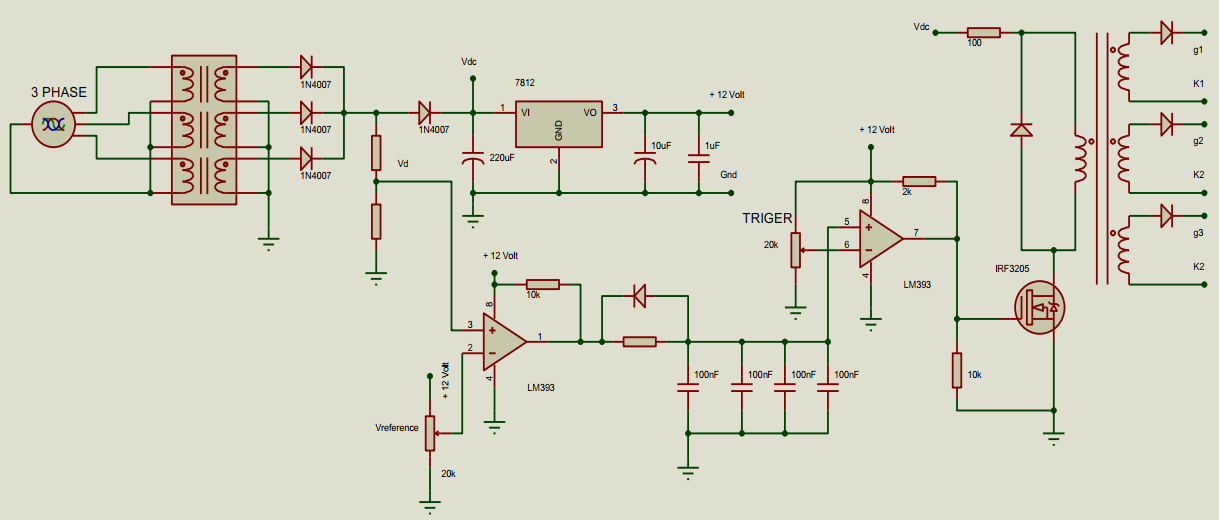 3 PHASE
1N4007
1N4007
1N4007
1N4007
Vdc
7812
1
VI
VO
3
GND
2
+ 12 Volt
220uF
10uF
1uF
Gnd
Vd
+ 12 Volt
10k
8
3
2
1
4
LM393
+ 12 Volt
Vreference
20k
100nF
100nF
100nF
100nF
TRIGER
20k
+ 12 Volt
2k
8
5
6
7
4
LM393
Vdc
100
IRF3205
10k
g1
K1
g2
K2
g3
K2